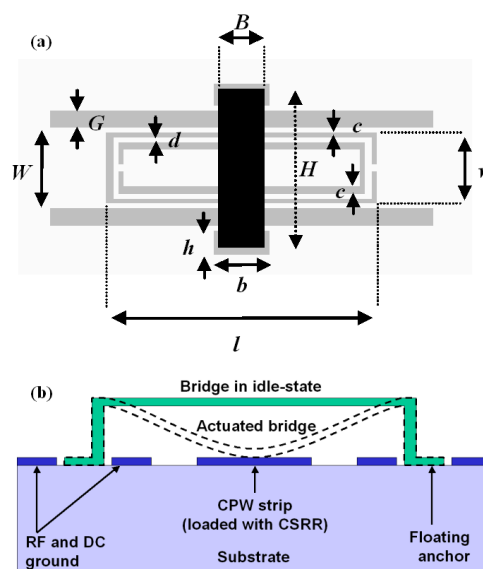 (a)
B
G
d
c
W
H
c
h
b
l
(b)
Bridge in idle-state
Actuated bridge
CPW strip
(loaded with CSRR)
RF and DC
ground
Floating
anchor
Substrate